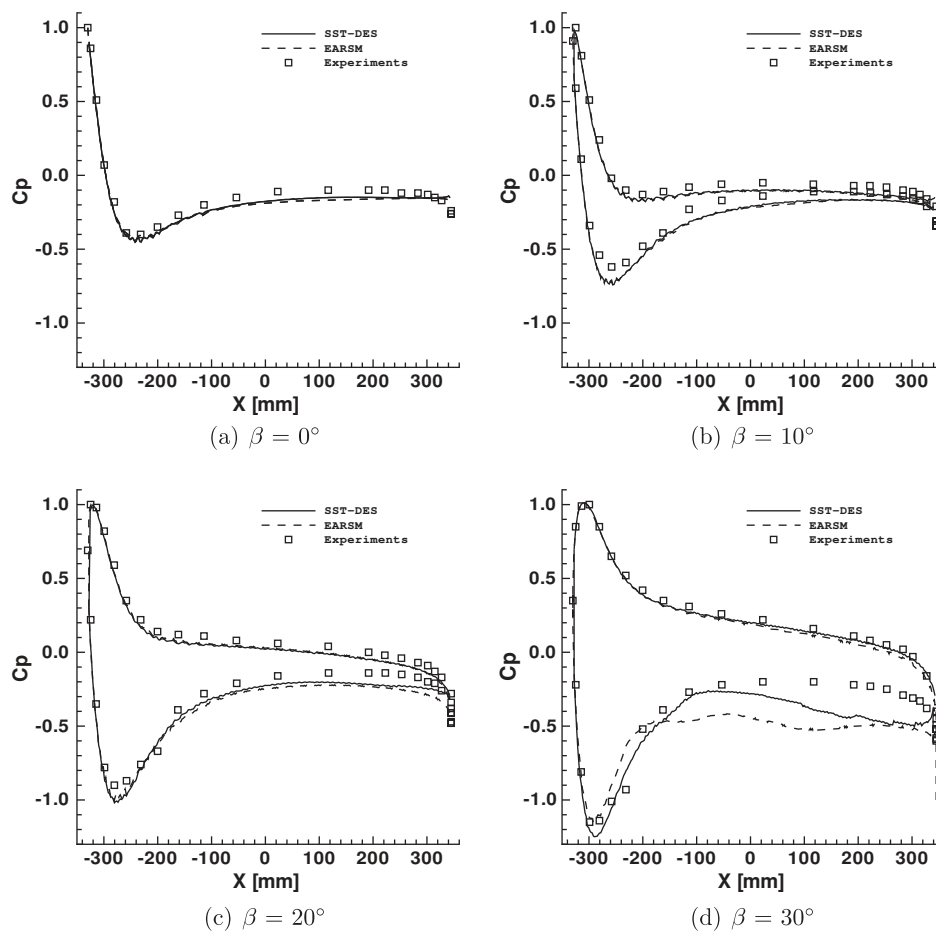 1.0
0.5
0.0
-0.5
-1.0
Cp
SST-DES
EARSM
Experiments
-300 -200 -100 0 100 200 300
X [mm]
(a) β = 0°
1.0
0.5
0.0
-0.5
-1.0
Cp
SST-DES
EARSM
Experiments
-300 -200 -100 0 100 200 300
X [mm]
(b) β = 10°
1.0
0.5
0.0
-0.5
-1.0
Cp
SST-DES
EARSM
Experiments
-300 -200 -100 0 100 200 300
X [mm]
(c) β = 20°
1.0
0.5
0.0
-0.5
-1.0
Cp
SST-DES
EARSM
Experiments
-300 -200 -100 0 100 200 300
X [mm]
(d) β = 30°